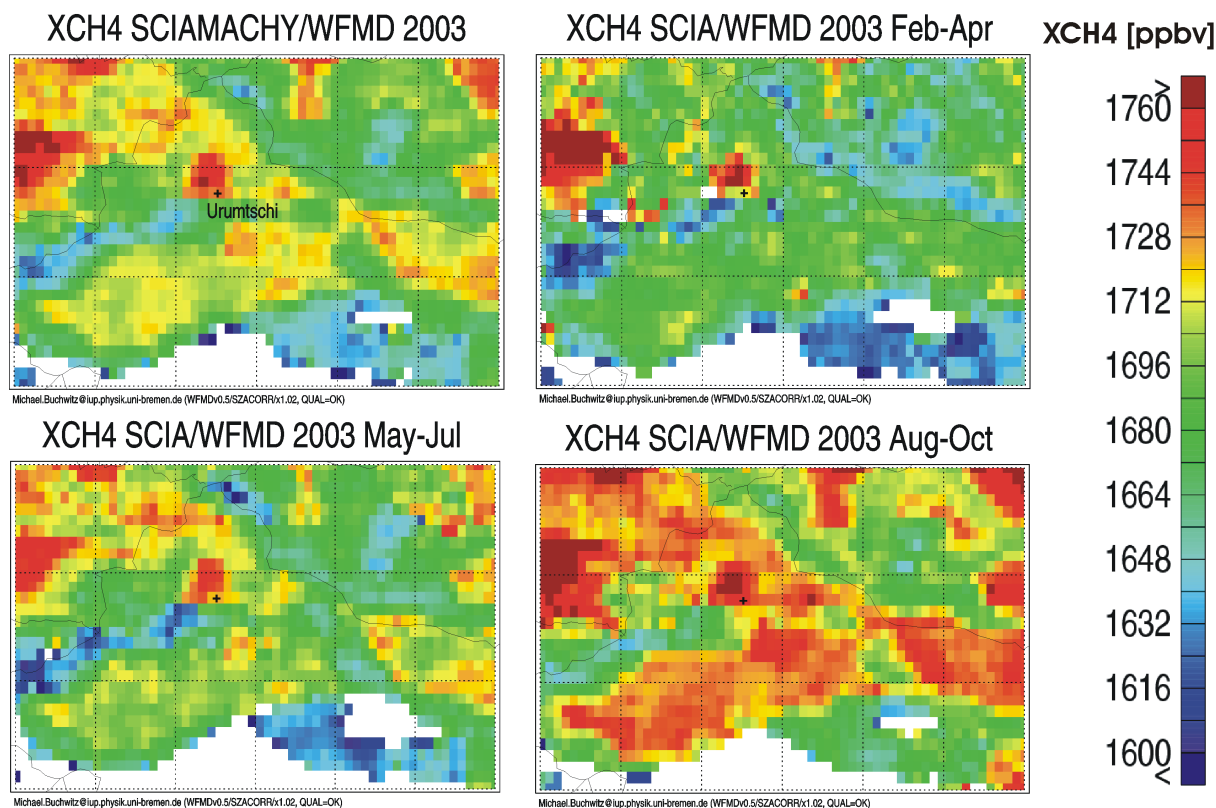 XCH4 SCIAMACHY/WFMD 2003
XCH4 SCIA/WFMD 2003 Feb-Apr
XCH4 [ppbv]
Urumtschi
Michael.Buchwitz@iup.physik.uni-bremen.de (WFMDv0.5/SZACORR/x1.02, QUAL=OK)
Michael.Buchwitz@iup.physik.uni-bremen.de (WFMDv0.5/SZACORR/x1.02, QUAL=OK)
XCH4 SCIA/WFMD 2003 May-Jul
XCH4 SCIA/WFMD 2003 Aug-Oct
Michael.Buchwitz@iup.physik.uni-bremen.de (WFMDv0.5/SZACORR/x1.02, QUAL=OK)
Michael.Buchwitz@iup.physik.uni-bremen.de (WFMDv0.5/SZACORR/x1.02, QUAL=OK)
>
1760
1744
1728
1712
1696
1680
1664
1648
1632
1616
1600
<